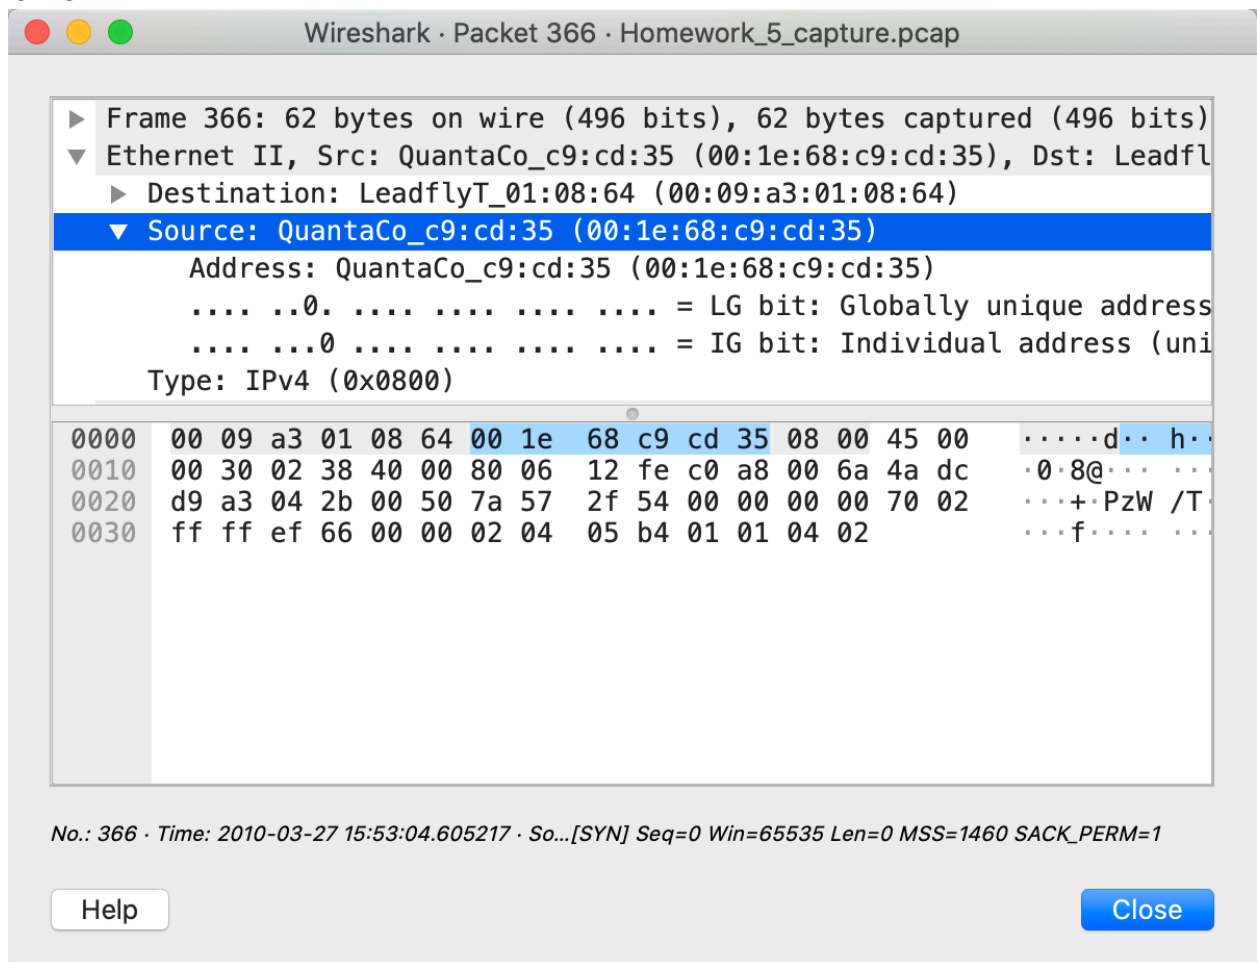 Wireshark · Packet 366 · Homework_5_capture.pcap
Frame 366: 62 bytes on wire (496 bits), 62 bytes captured (496 bits)
Ethernet II, Src: QuantaCo_c9:cd:35 (00:1e:68:c9:cd:35), Dst: Leadfl
Destination: LeadflyT_01:08:64 (00:09:a3:01:08:64)
Source: QuantaCo_c9:cd:35 (00:1e:68:c9:cd:35)
Address: QuantaCo_c9:cd:35 (00:1e:68:c9:cd:35)
.... ..0. .... .... .... .... = LG bit: Globally unique address
.... ...0 .... .... .... .... = IG bit: Individual address (uni
Type: IPv4 (0x0800)
0000 00 09 a3 01 08 64 00 1e 68 c9 cd 35 08 00 45 00 ·····d·· h··
0010 00 30 02 38 40 00 80 06 12 fe c0 a8 00 6a 4a dc ·0·8@··· ···
0020 d9 a3 04 2b 00 50 7a 57 2f 54 00 00 00 00 70 02 ···+·PzW /T·
0030 ff ff ef 66 00 00 02 04 05 b4 01 01 04 02 ···f···· ···
No.: 366 · Time: 2010-03-27 15:53:04.605217 · So...[SYN] Seq=0 Win=65535 Len=0 MSS=1460 SACK_PERM=1
Help
Close